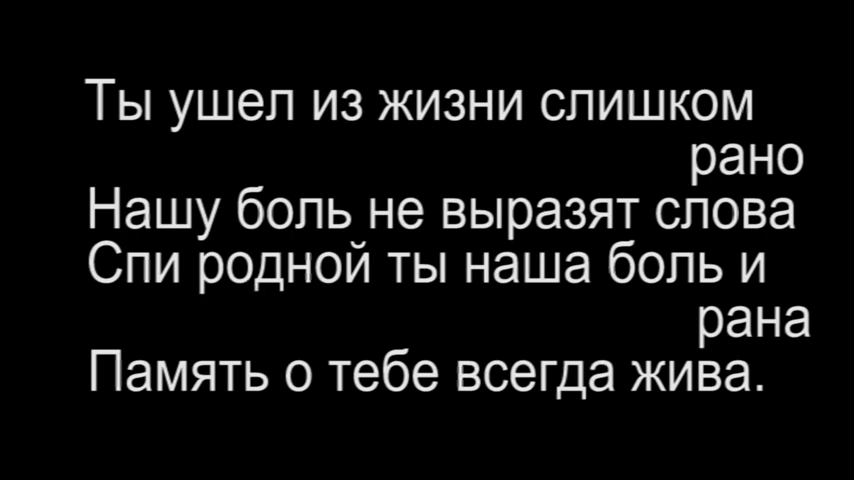 Ты ушел из жизни слишком
рано
Нашу боль не выразят слова
Спи родной ты наша боль и
рана
Память о тебе всегда жива.